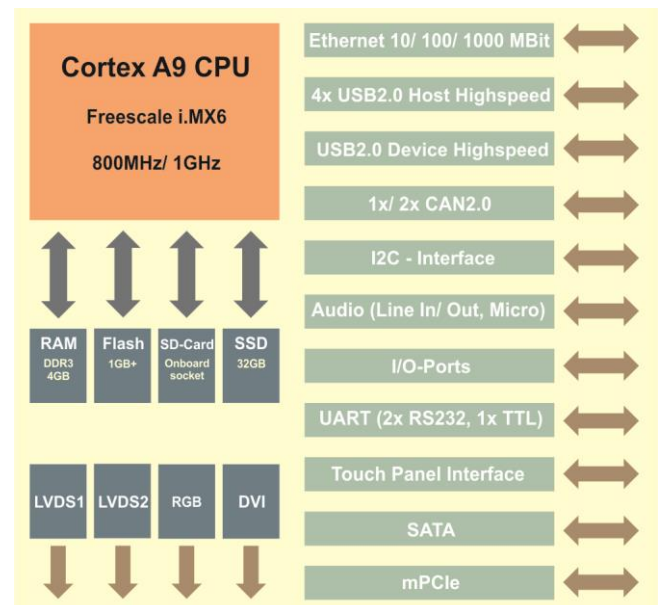 Cortex A9 CPU
Freescale i.MX6
800MHz/ 1GHz
RAM
DDR3
4GB
Flash
1GB+
SD-Card
Onboard
socket
SSD
32GB
LVDS1
LVDS2
RGB
DVI
Ethernet 10/ 100/ 1000 MBit
4x USB2.0 Host Highspeed
USB2.0 Device Highspeed
1x/ 2x CAN2.0
I2C - Interface
Audio (Line In/ Out, Micro)
I/O-Ports
UART (2x RS232, 1x TTL)
Touch Panel Interface
SATA
mPCIe